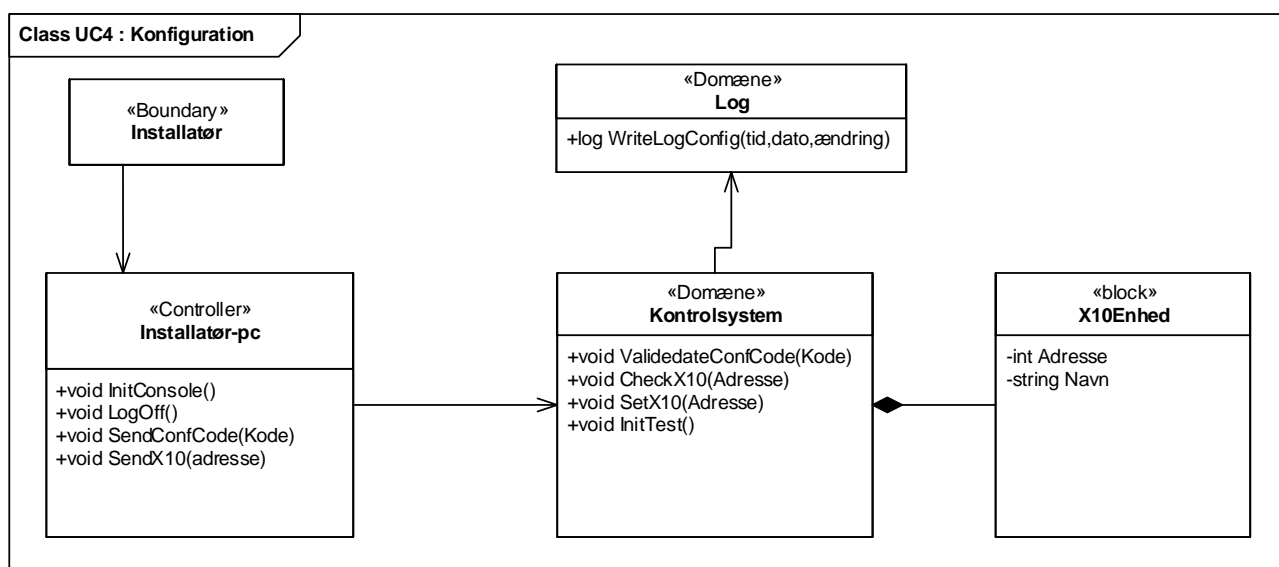 Class UC4 : Konfiguration
«Boundary»
Installatør
«Domæne»
Log
+log WriteLogConfig(tid,dato,ændring)
«Controller»
Installatør-pc
+void InitConsole()
+void LogOff()
+void SendConfCode(Kode)
+void SendX10(adresse)
«Domæne»
Kontrolsystem
+void ValidedateConfCode(Kode)
+void CheckX10(Adresse)
+void SetX10(Adresse)
+void InitTest()
«block»
X10Enhed
-int Adresse
-string Navn